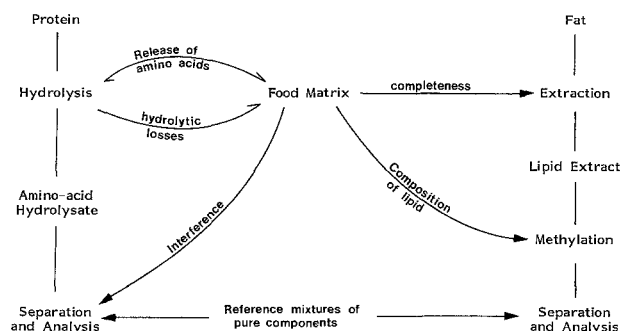 Protein
Fat
Release of
amino acids
Hydrolysis
Food Matrix
completeness
Extraction
hydrolytic
losses
Lipid Extract
Amino-acid
Hydrolysate
Interference
Composition
of lipid
Methylation
Separation
and Analysis
Reference mixtures of
pure components
Separation
and Analysis